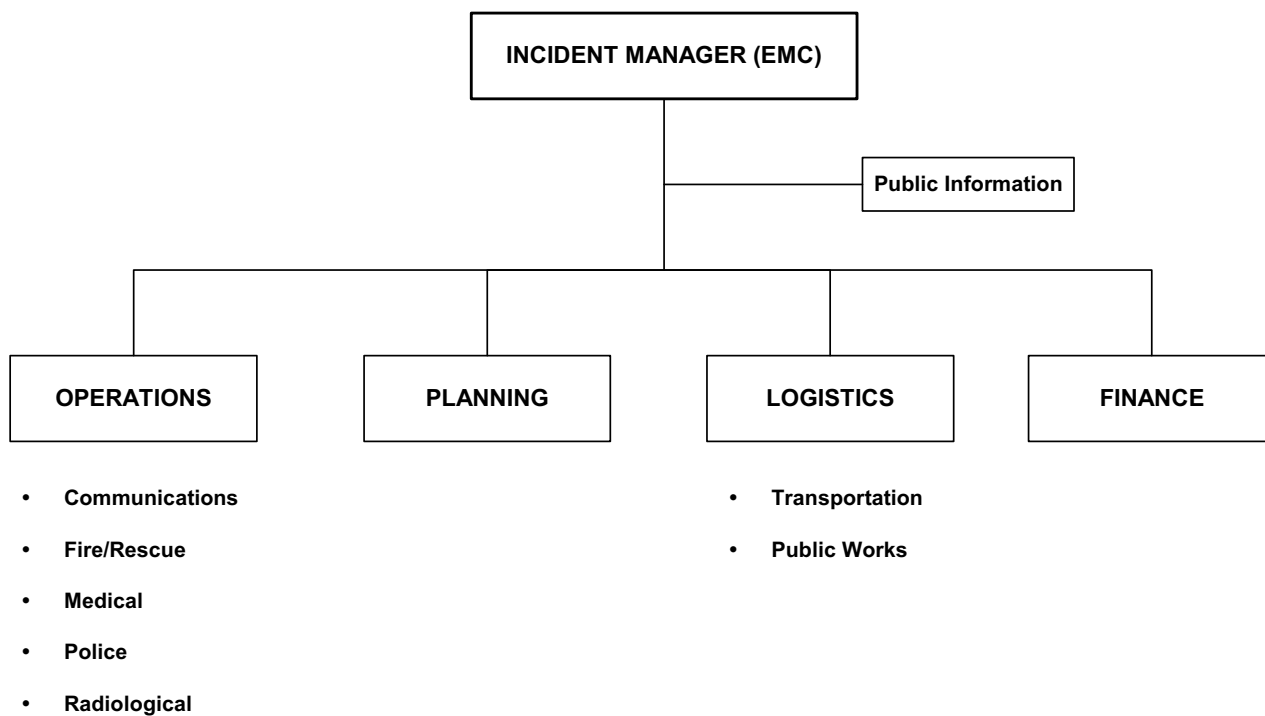 INCIDENT MANAGER (EMC)
Public Information
OPERATIONS
PLANNING
LOGISTICS
FINANCE
• Communications
• Fire/Rescue
• Medical
• Police
• Radiological
• Transportation
• Public Works